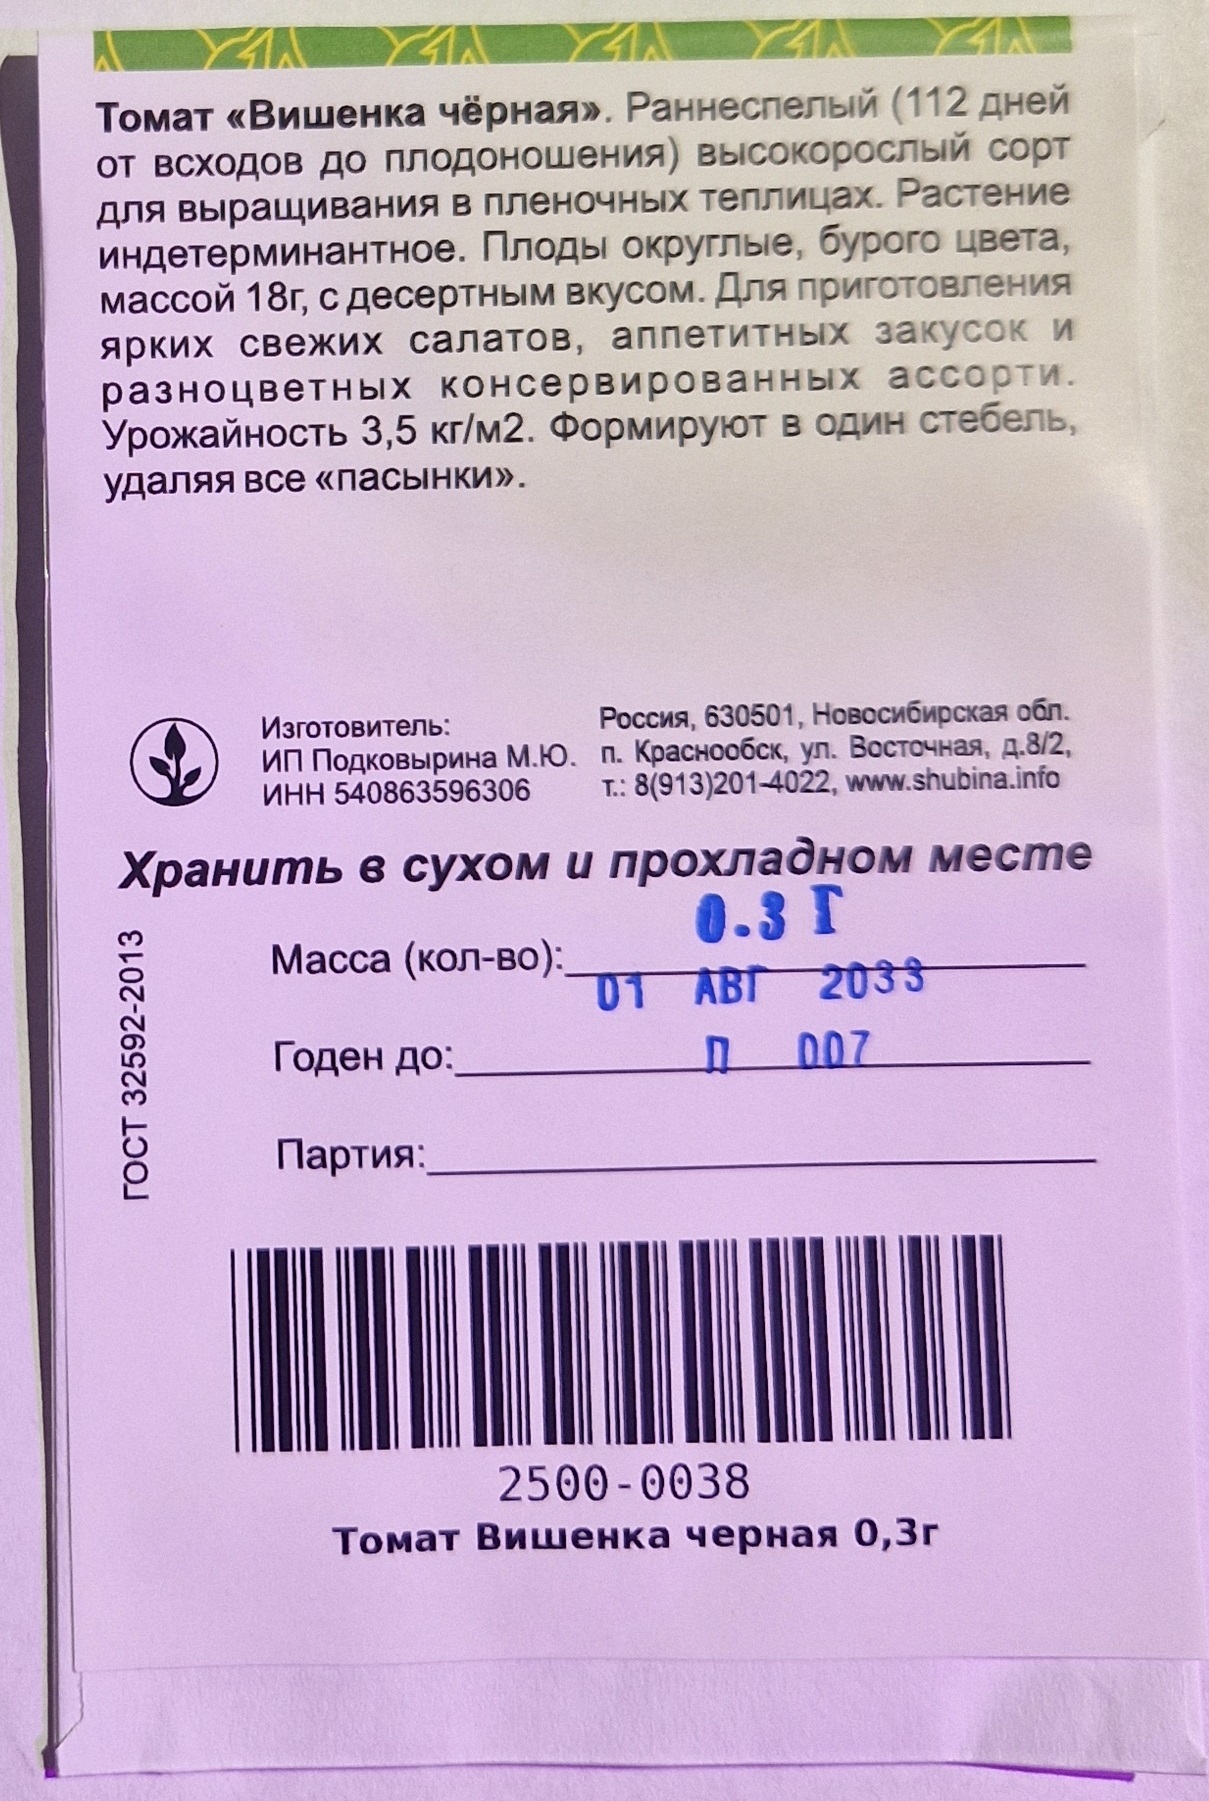 Томат «Вишенка чёрная». Раннеспелый (112 дней
от всходов до плодоношения) высокорослый сорт
для выращивания в пленочных теплицах. Растение
индетерминантное. Плоды округлые, бурого цвета,
массой 18г, с десертным вкусом. Для приготовления
ярких свежих салатов, аппетитных закусок и
разноцветных консервированных ассорти.
Урожайность 3,5 кг/м2. Формируют в один стебель,
удаляя все «пасынки».
Изготовитель:
ИП Подковырина М.Ю.
ИНН 540863596306
Россия, 630501, Новосибирская обл.
п. Краснообск, ул. Восточная, д.8/2,
т.: 8(913)201-4022, www.shubina.info
Хранить в сухом и прохладном месте
ГОСТ 32592-2013
0.3 Г
Масса (кол-во):
01 АВГ 2033
Годен до:
П 007
Партия:
2500-0038
Томат Вишенка черная 0,3г